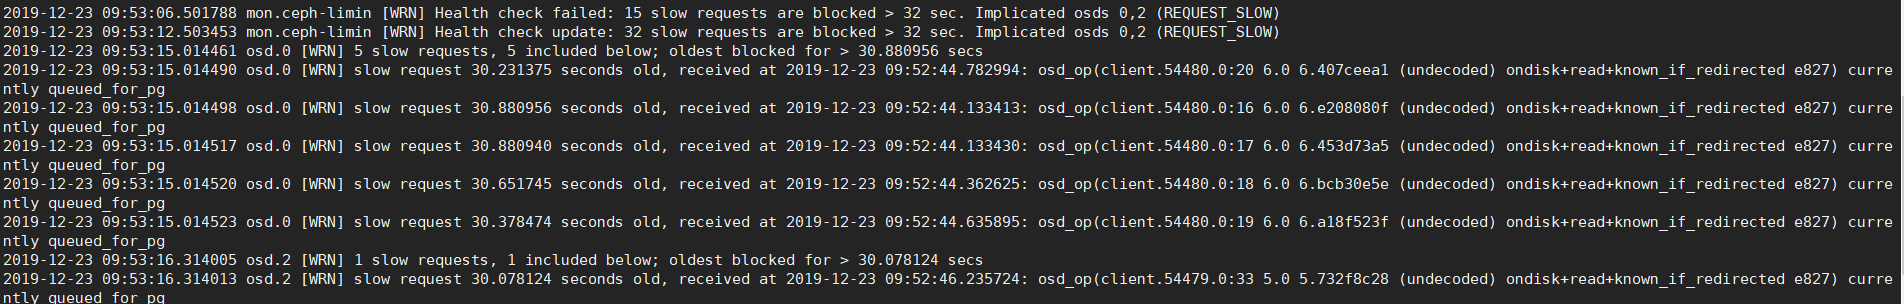 2019-12-23 09:53:06.501788 mon.ceph-limin [WRN] Health check failed: 15 slow requests are blocked > 32 sec. Implicated osds 0,2 (REQUEST_SLOW)
2019-12-23 09:53:12.503453 mon.ceph-limin [WRN] Health check update: 32 slow requests are blocked > 32 sec. Implicated osds 0,2 (REQUEST_SLOW)
2019-12-23 09:53:15.014461 osd.0 [WRN] 5 slow requests, 5 included below; oldest blocked for > 30.880956 secs
2019-12-23 09:53:15.014490 osd.0 [WRN] slow request 30.231375 seconds old, received at 2019-12-23 09:52:44.782994: osd_op(client.54480.0:20 6.0 6.407ceea1 (undecoded) ondisk+read+known_if_redirected e827) curre
ntly queued_for_pg
2019-12-23 09:53:15.014498 osd.0 [WRN] slow request 30.880956 seconds old, received at 2019-12-23 09:52:44.133413: osd_op(client.54480.0:16 6.0 6.e208080f (undecoded) ondisk+read+known_if_redirected e827) curre
ntly queued_for_pg
2019-12-23 09:53:15.014517 osd.0 [WRN] slow request 30.880940 seconds old, received at 2019-12-23 09:52:44.133430: osd_op(client.54480.0:17 6.0 6.453d73a5 (undecoded) ondisk+read+known_if_redirected e827) curre
ntly queued_for_pg
2019-12-23 09:53:15.014520 osd.0 [WRN] slow request 30.651745 seconds old, received at 2019-12-23 09:52:44.362625: osd_op(client.54480.0:18 6.0 6.bcb30e5e (undecoded) ondisk+read+known_if_redirected e827) curre
ntly queued_for_pg
2019-12-23 09:53:15.014523 osd.0 [WRN] slow request 30.378474 seconds old, received at 2019-12-23 09:52:44.635895: osd_op(client.54480.0:19 6.0 6.a18f523f (undecoded) ondisk+read+known_if_redirected e827) curre
ntly queued_for_pg
2019-12-23 09:53:16.314005 osd.2 [WRN] 1 slow requests, 1 included below; oldest blocked for > 30.078124 secs
2019-12-23 09:53:16.314013 osd.2 [WRN] slow request 30.078124 seconds old, received at 2019-12-23 09:52:46.235724: osd_op(client.54479.0:33 5.0 5.732f8c28 (undecoded) ondisk+read+known_if_redirected e827) curre
ntly queued_for_pg